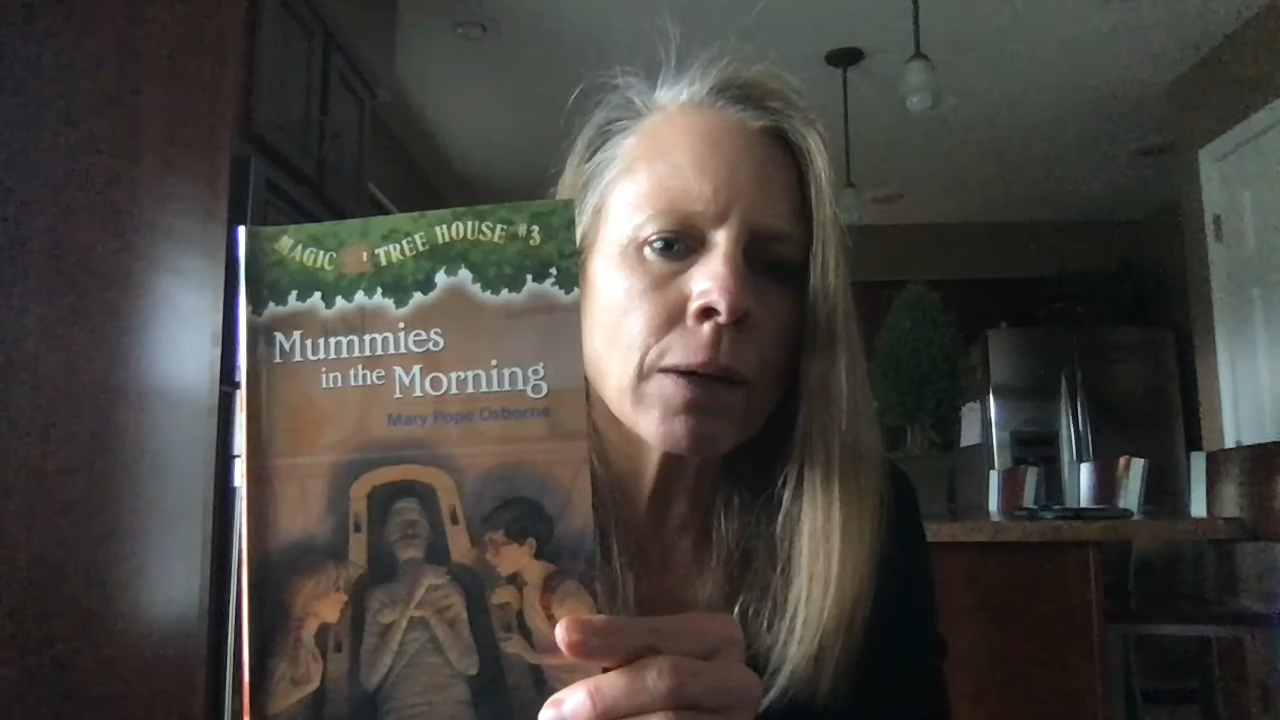 MAGIC TREE HOUSE #3
Mummies
in the Morning
Mary Pope Osborne